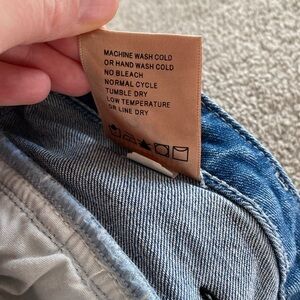 MACHINE WASH COLD
OR HAND WASH COLD
NO BLEACH
NORMAL CYCLE
TUMBLE DRY
LOW TEMPERATURE
OR LINE DRY